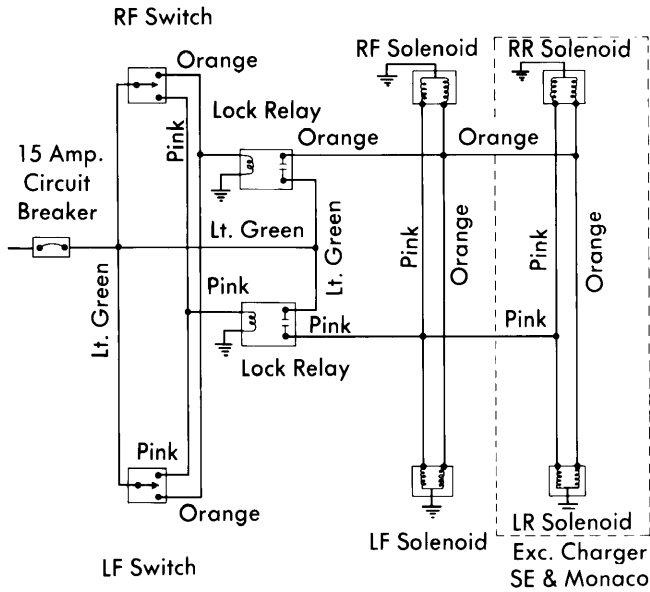 RF Switch
Orange
RF Solenoid
RR Solenoid
Lock Relay
Orange
Orange
Pink
15 Amp.
Circuit
Breaker
Lt. Green
Lt. Green
Lt. Green
Pink
Orange
Pink
Orange
Pink
Pink
Pink
Lock Relay
Pink
Orange
LF Switch
LF Solenoid
LR Solenoid
Exc. Charger
SE & Monaco